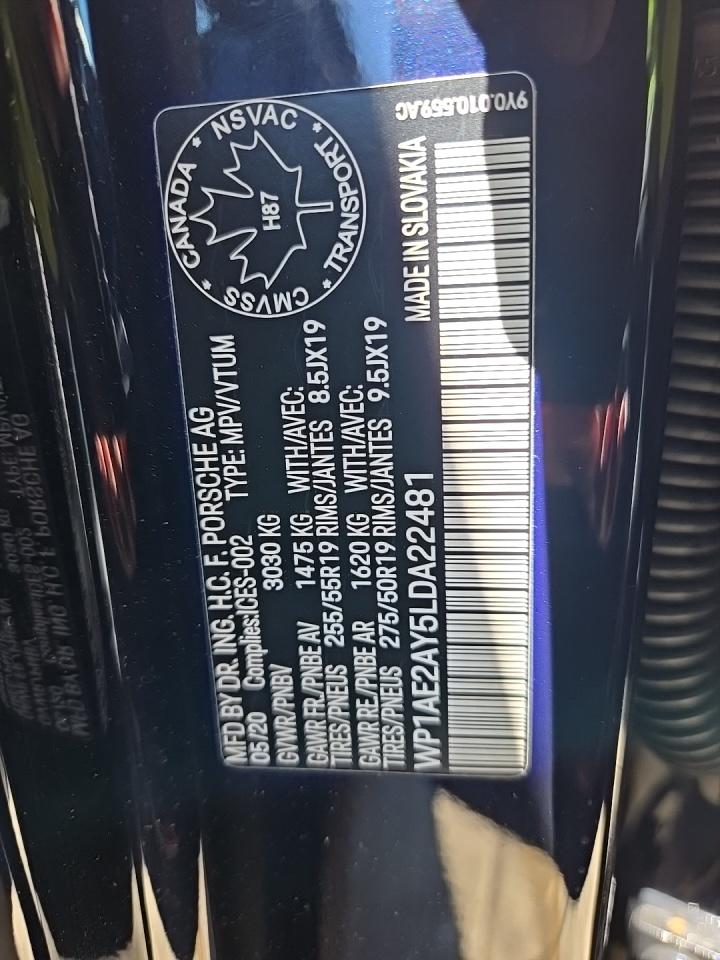 MFD BY DR. ING. H.C. F. PORSCHE AG
05/20 Complies:ICES-002 TYPE: MPV/VTUM
GVWR/PNBV 3030 KG
GAWR FR/PNBE AV 1475 KG WITH/AVEC:
TIRES/PNEUS 255/55R19 RIMS/JANTES 8.5JX19
GAWR RE/PNBE AR 1620 KG WITH/AVEC:
TIRES/PNEUS 275/50R19 RIMS/JANTES 9.5JX19
WP1AE2AY5LDA22481 MADE IN SLOVAKIA
CANADA * NSVAC * TRANSPORT * CMVSS *
H87
9Y0.010.559.AC